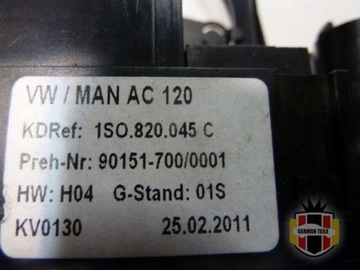 VW / MAN AC 120
KDRef: 1SO.820.045 C
Preh-Nr: 90151-700/0001
HW: H04 G-Stand: 01S
KV0130 25.02.2011
GERMAN TEILE